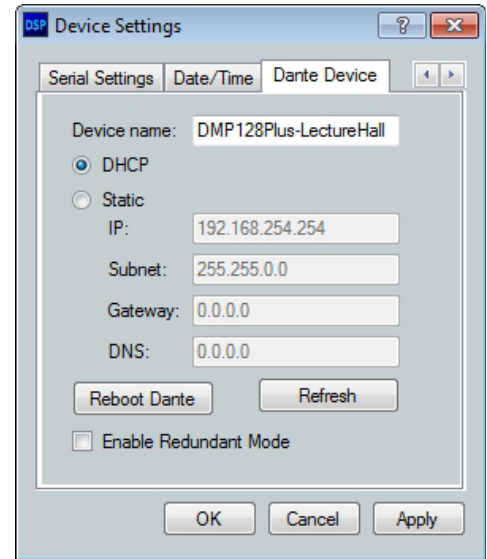 DSP Device Settings ?
Serial Settings Date/Time Dante Device
Device name: DMP128Plus-LectureHall
DHCP
Static
IP: 192.168.254.254
Subnet: 255.255.0.0
Gateway: 0.0.0.0
DNS: 0.0.0.0
Reboot Dante Refresh
Enable Redundant Mode
OK Cancel Apply